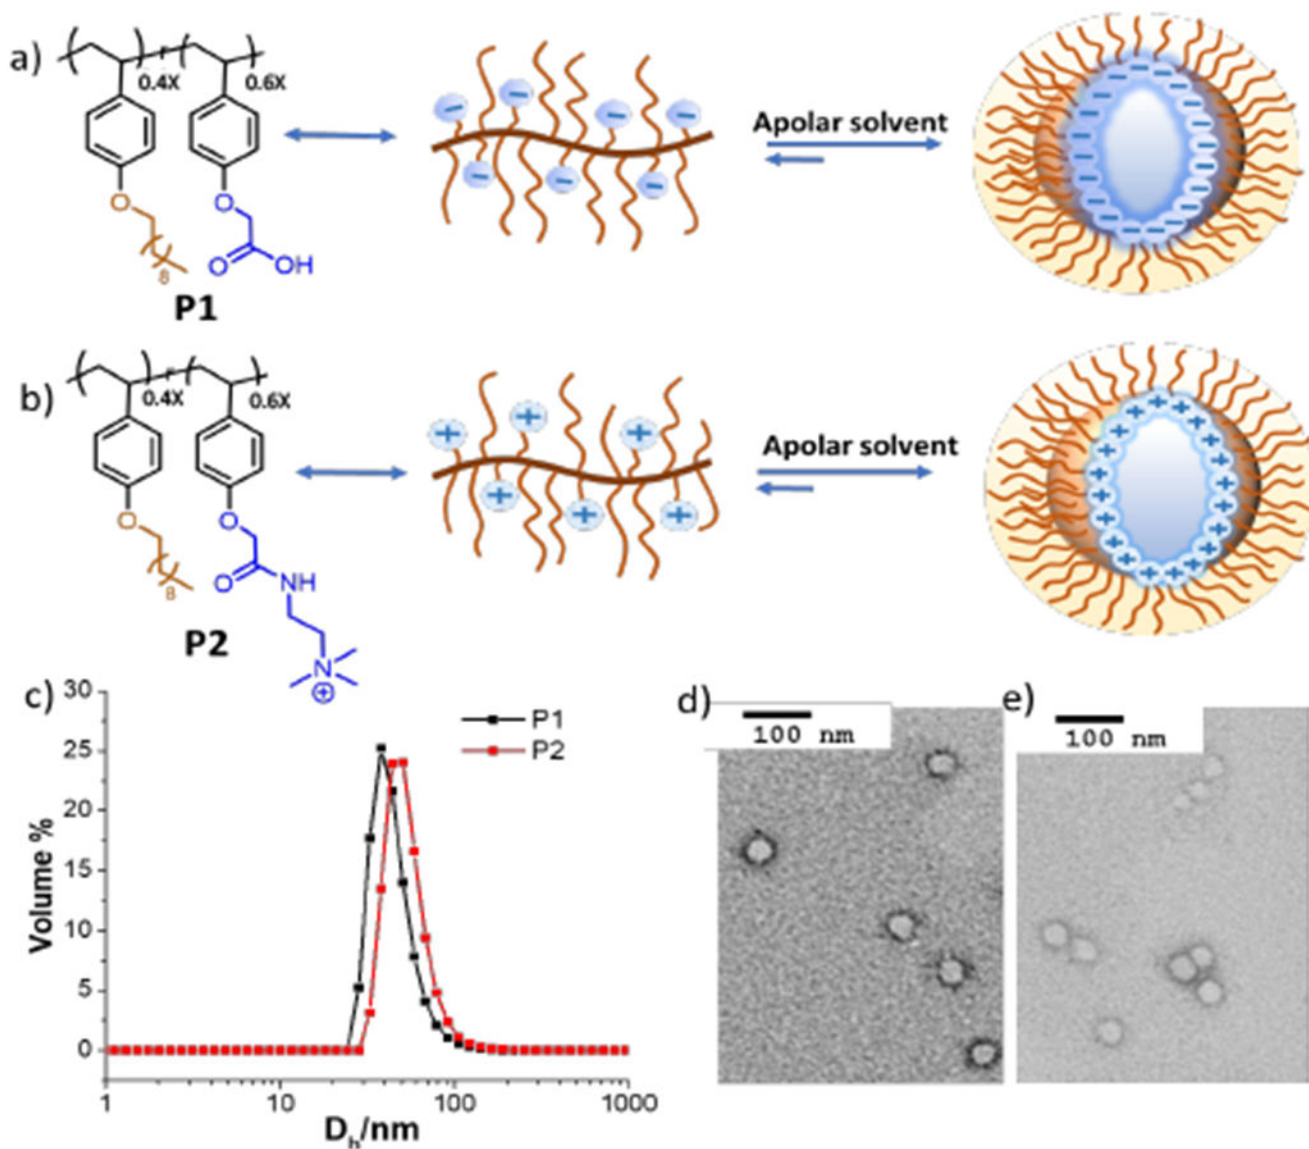 a)
0.4X
r
0.6X
O
O
8
O
OH
P1
Apolar solvent
b)
0.4X
r
0.6X
O
O
8
O
NH
N
P2
Apolar solvent
c)
30
25
20
15
10
5
0
Volume %
P1
P2
1
10
100
1000
Dh/nm
d)
100 nm
e)
100 nm